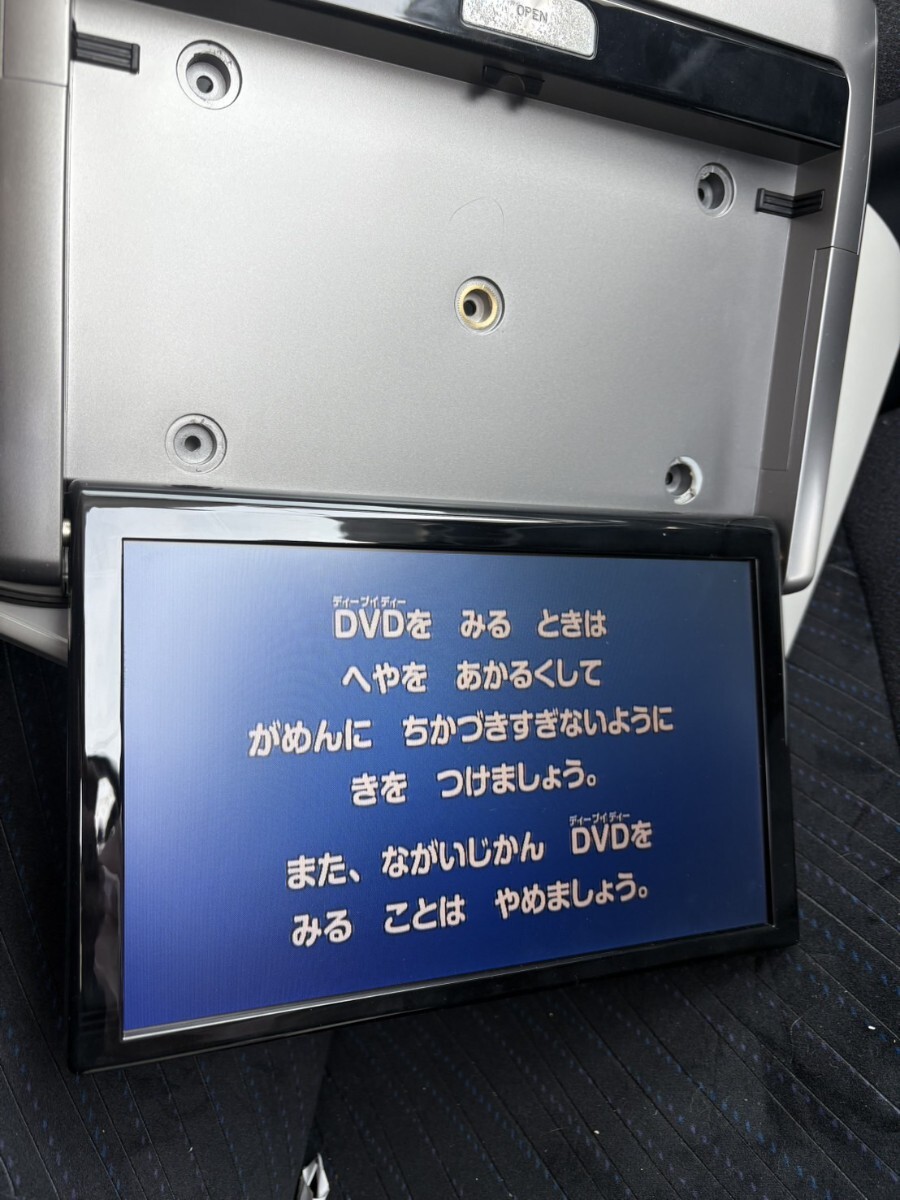 OPEN
ディーブイディー
DVDを みる ときは
へやを あかるくして
がめんに ちかづきすぎないように
きを つけましょう。
ディーブイディー
また、ながいじかん DVDを
みる ことは やめましょう。